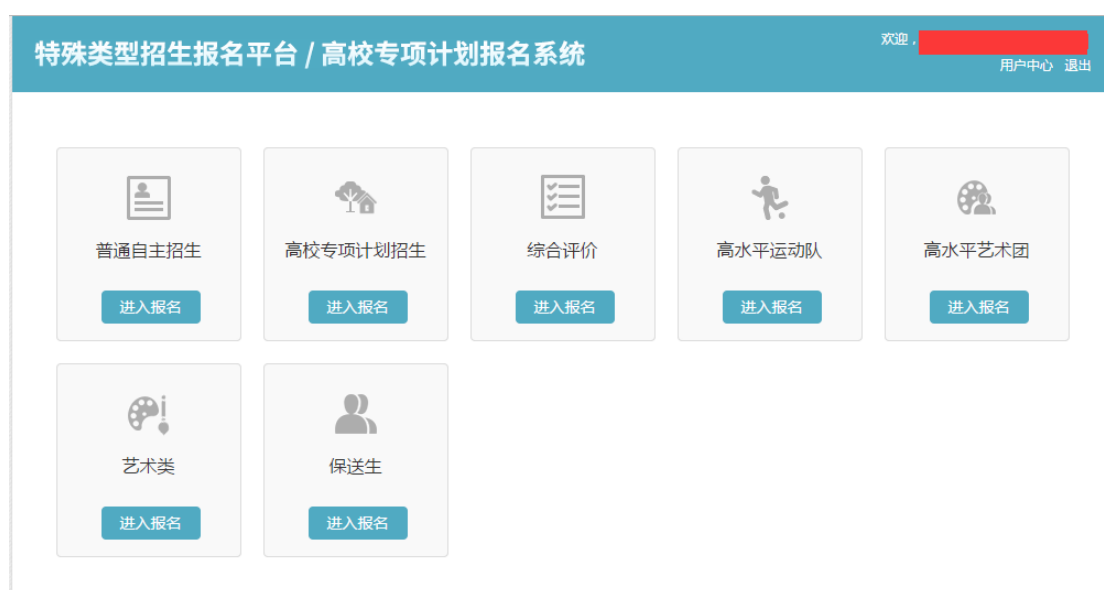 特殊类型招生报名平台 / 高校专项计划报名系统
欢迎，
用户中心 退出
普通自主招生
高校专项计划招生
综合评价
高水平运动队
高水平艺术团
进入报名
进入报名
进入报名
进入报名
进入报名
艺术类
保送生
进入报名
进入报名